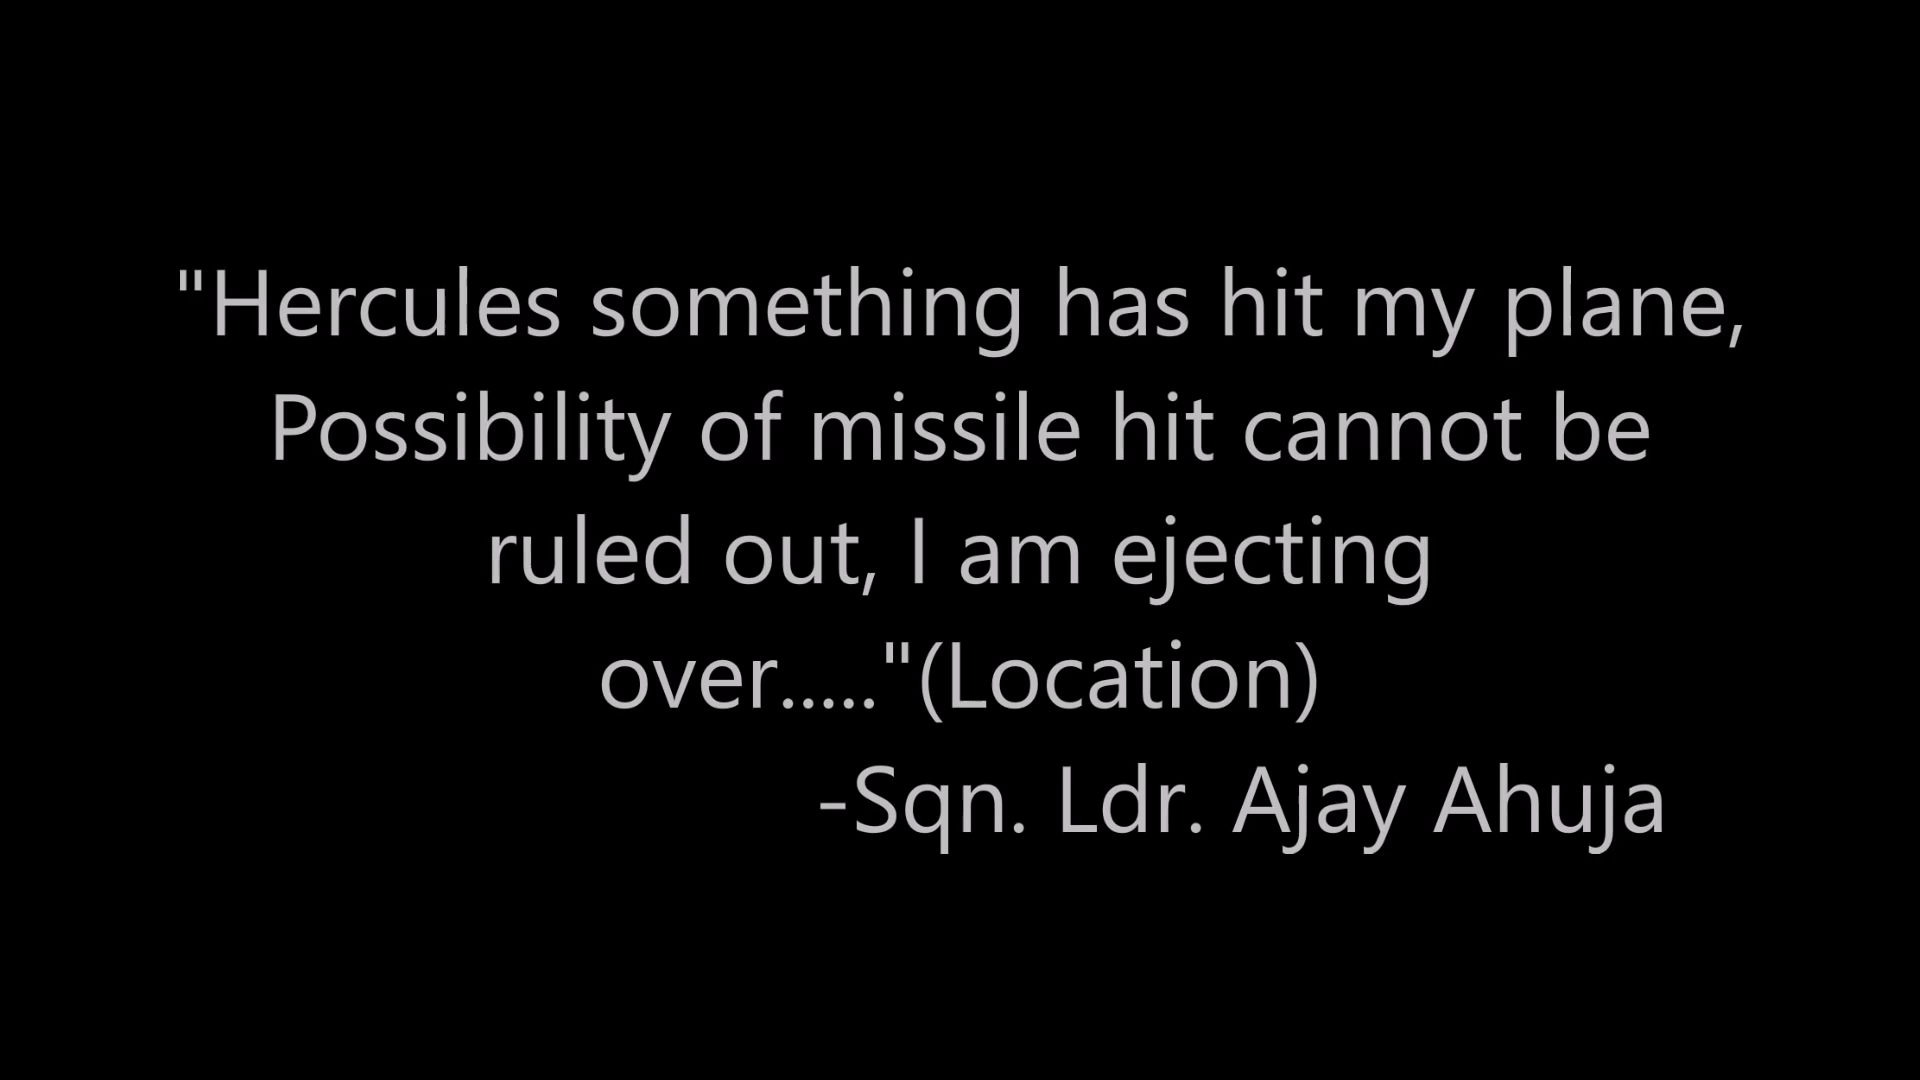 "Hercules something has hit my plane,
Possibility of missile hit cannot be
ruled out, I am ejecting
over....."(Location)
-Sqn. Ldr. Ajay Ahuja